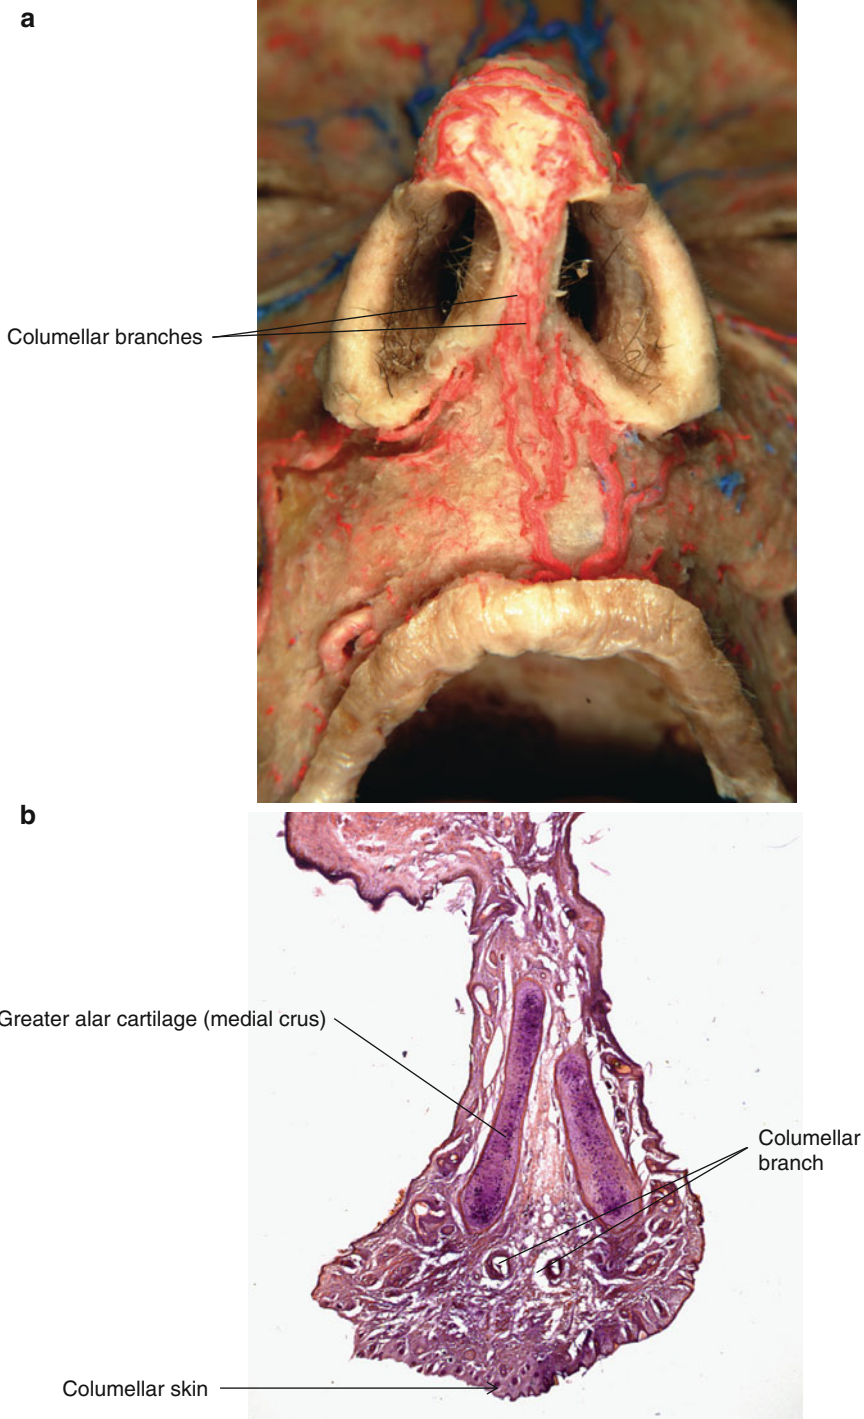 a
Columellar branches
b
Greater alar cartilage (medial crus)
Columellar
branch
Columellar skin